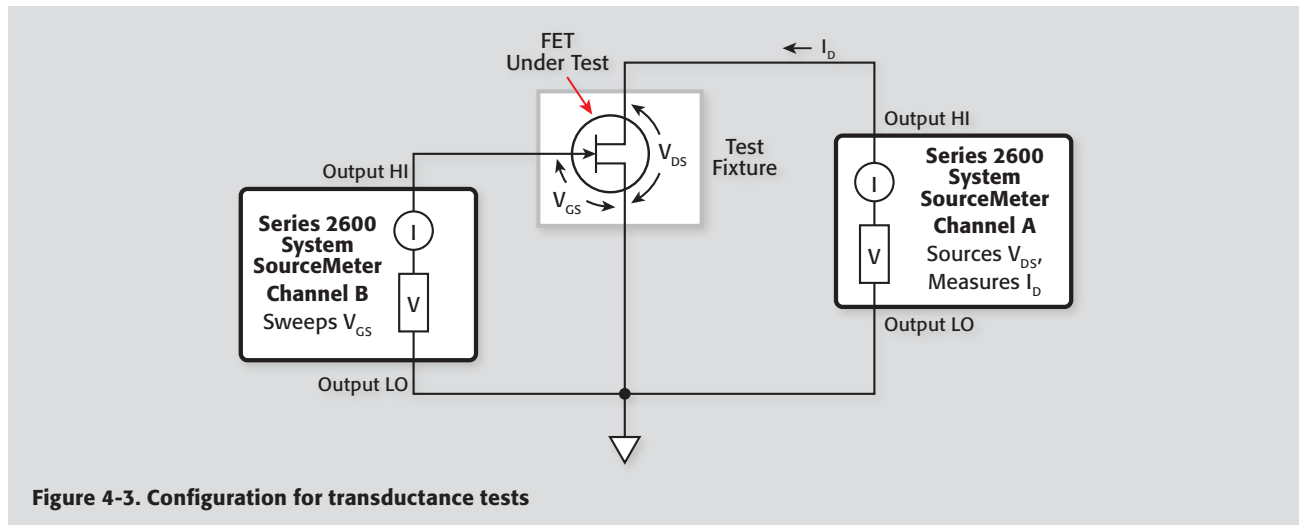 FET
Under Test
I_D
Output HI
Series 2600
System
SourceMeter
Channel A
Sources V_DS,
Measures I_D
Output LO
V_DS
Test
Fixture
V_GS
Output HI
Series 2600
System
SourceMeter
Channel B
Sweeps V_GS
I
V
Output LO
I
V
Figure 4-3. Configuration for transductance tests